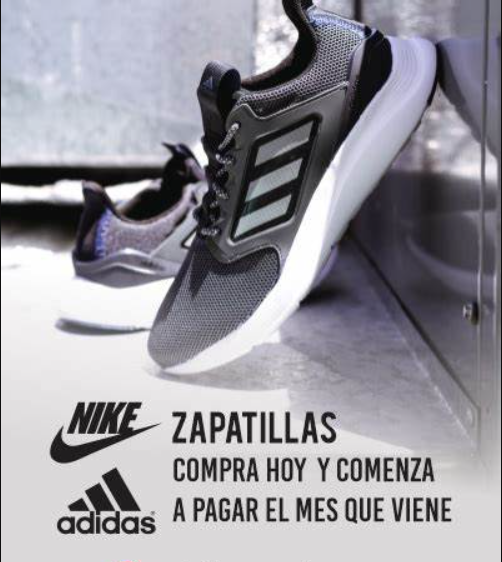 NIKE
ZAPATILLAS
COMPRA HOY Y COMENZA
A PAGAR EL MES QUE VIENE
adidas®